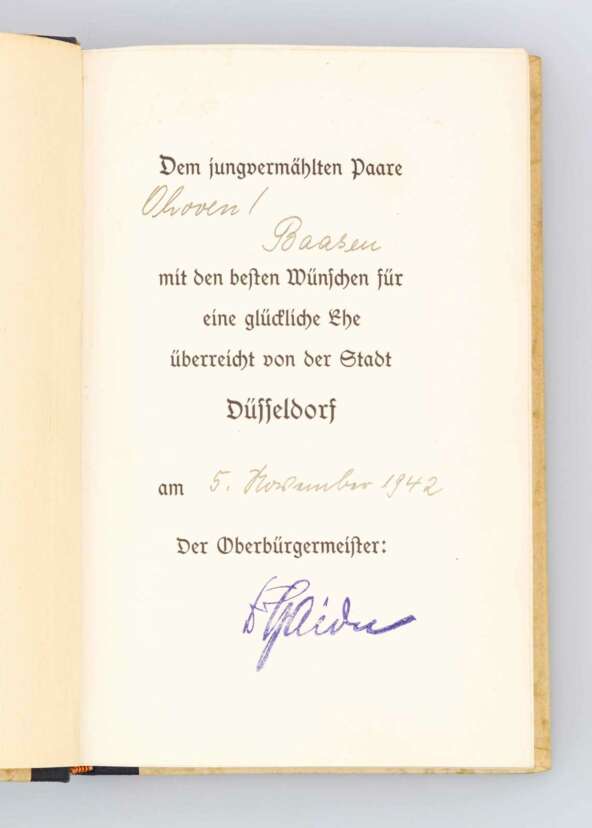 Dem jungvermählten Paare
Ohoven /
Baasen
mit den besten Wünschen für
eine glückliche Ehe
überreicht von der Stadt
Düsseldorf
am 5. November 1942
Der Oberbürgermeister: